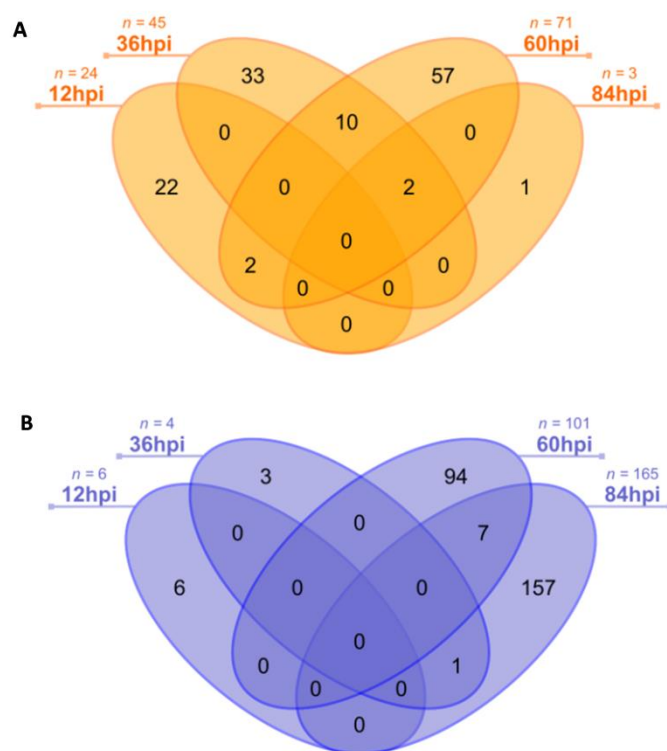 A
n = 45
36hpi
n = 71
60hpi
n = 24
12hpi
n = 3
84hpi
33
57
0
10
0
22
0
2
1
0
2
0
0
0
0
B
n = 4
36hpi
n = 101
60hpi
n = 6
12hpi
n = 165
84hpi
3
94
0
0
7
6
0
0
157
0
0
1
0
0
0